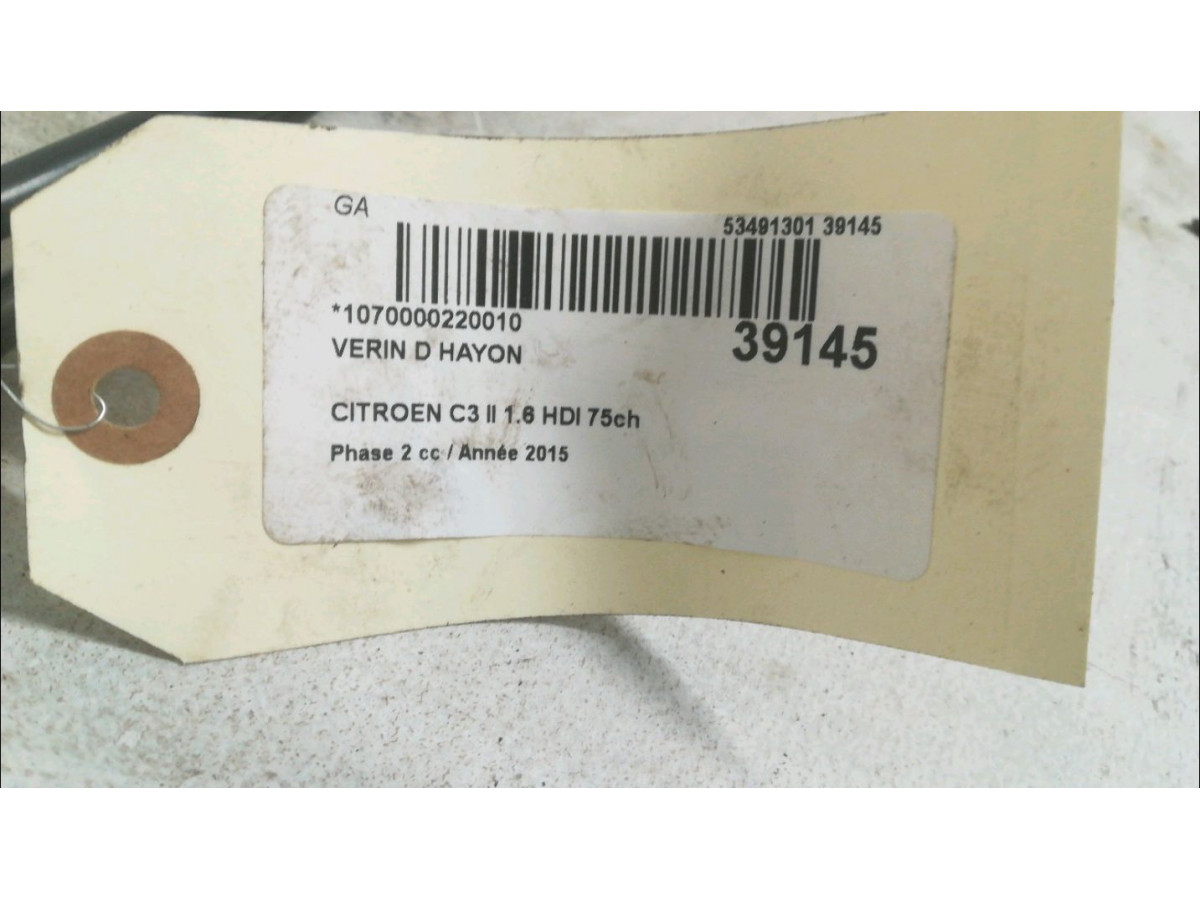 GA
53491301 39145
*1070000220010
39145
VERIN D HAYON
CITROEN C3 II 1.6 HDI 75ch
Phase 2 cc / Année 2015